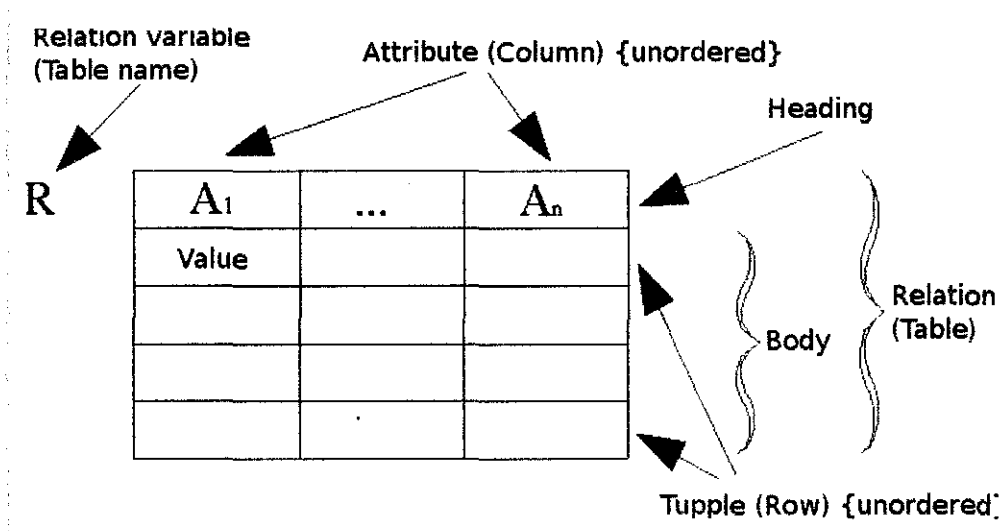 Relation variable
(Table name)
Attribute (Column) {unordered}
Heading
R
A1 ... An
Value
Relation
(Table)
Body
Tupple (Row) {unordered}